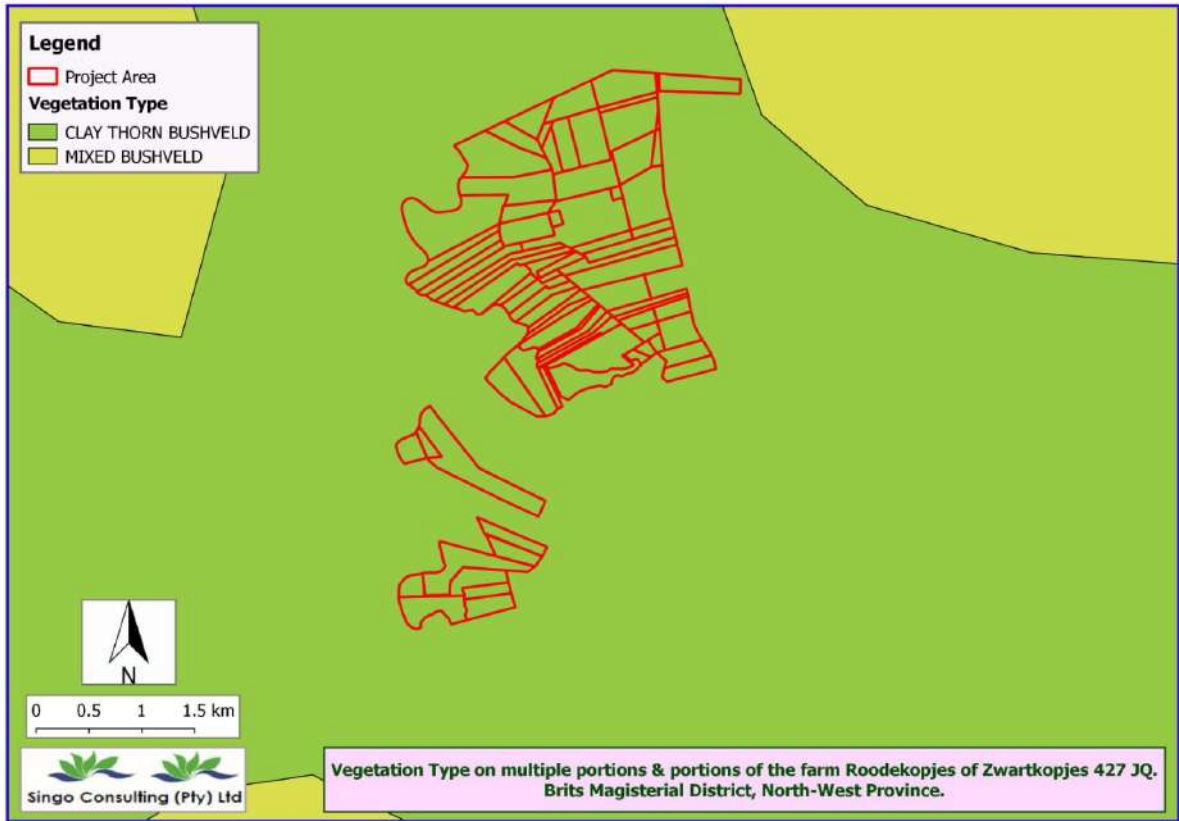 Legend
Project Area
Vegetation Type
CLAY THORN BUSHVELD
MIXED BUSHVELD
N
0 0.5 1 1.5 km
Singo Consulting (Pty) Ltd
Vegetation Type on multiple portions & portions of the farm Roodekopjes of Zwartkopjes 427 JQ.
Brits Magisterial District, North-West Province.